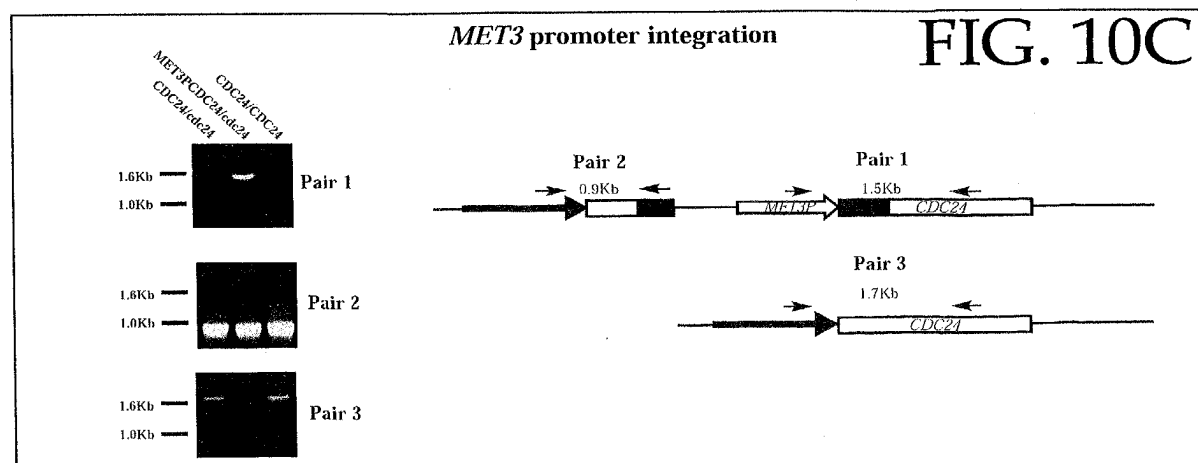 MET3 promoter integration
FIG. 10C
CDC24/cdc24
MET3PCDC24/cdc24
CDC24/CDC24
1.6Kb
1.0Kb
Pair 1
1.6Kb
1.0Kb
Pair 2
1.6Kb
1.0Kb
Pair 3
Pair 2
0.9Kb
Pair 1
1.5Kb
MET3P
CDC24
Pair 3
1.7Kb
CDC24